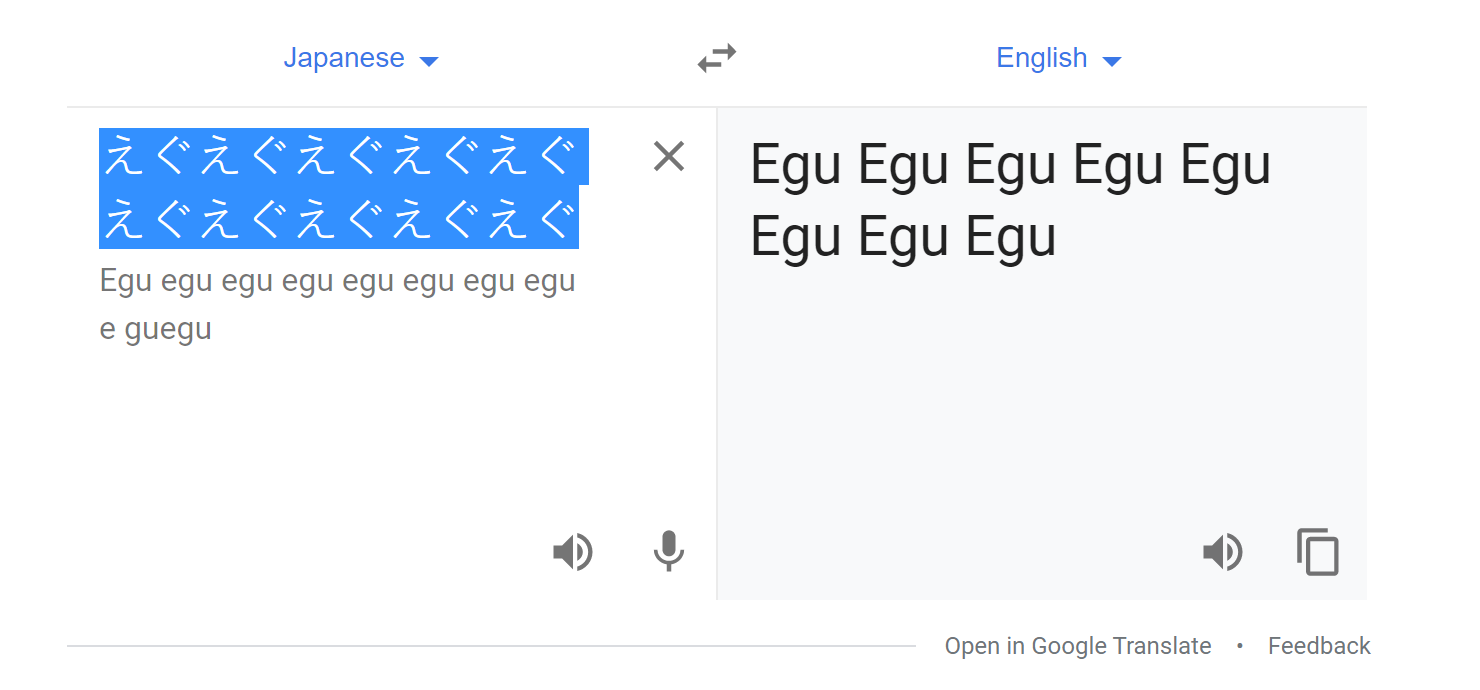 Japanese English
えぐえぐえぐえぐえぐ
えぐえぐえぐえぐえぐ
Egu egu egu egu egu egu egu egu
e guegu
Egu Egu Egu Egu Egu
Egu Egu Egu
Open in Google Translate • Feedback